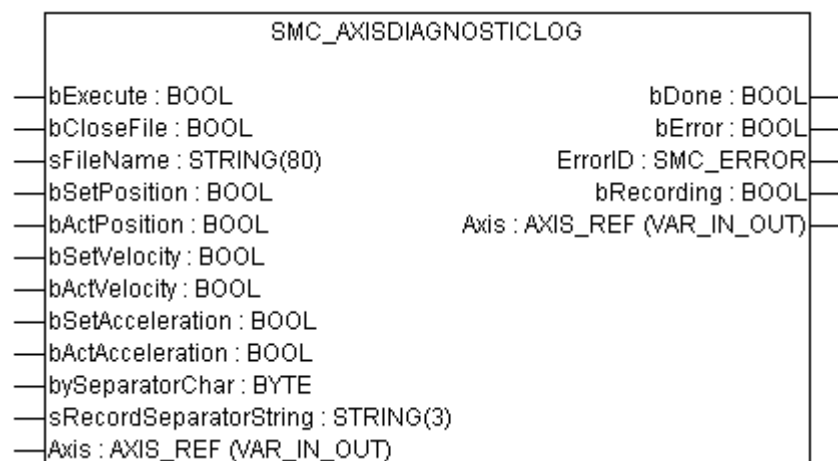 SMC_AXISDIAGNOSTICLOG
bExecute : BOOL bDone : BOOL
bCloseFile : BOOL bError : BOOL
sFileName : STRING(80) ErrorID : SMC_ERROR
bSetPosition : BOOL bRecording : BOOL
bActPosition : BOOL Axis : AXIS_REF (VAR_IN_OUT)
bSetVelocity : BOOL
bActVelocity : BOOL
bSetAcceleration : BOOL
bActAcceleration : BOOL
bySeparatorChar : BYTE
sRecordSeparatorString : STRING(3)
Axis : AXIS_REF (VAR_IN_OUT)